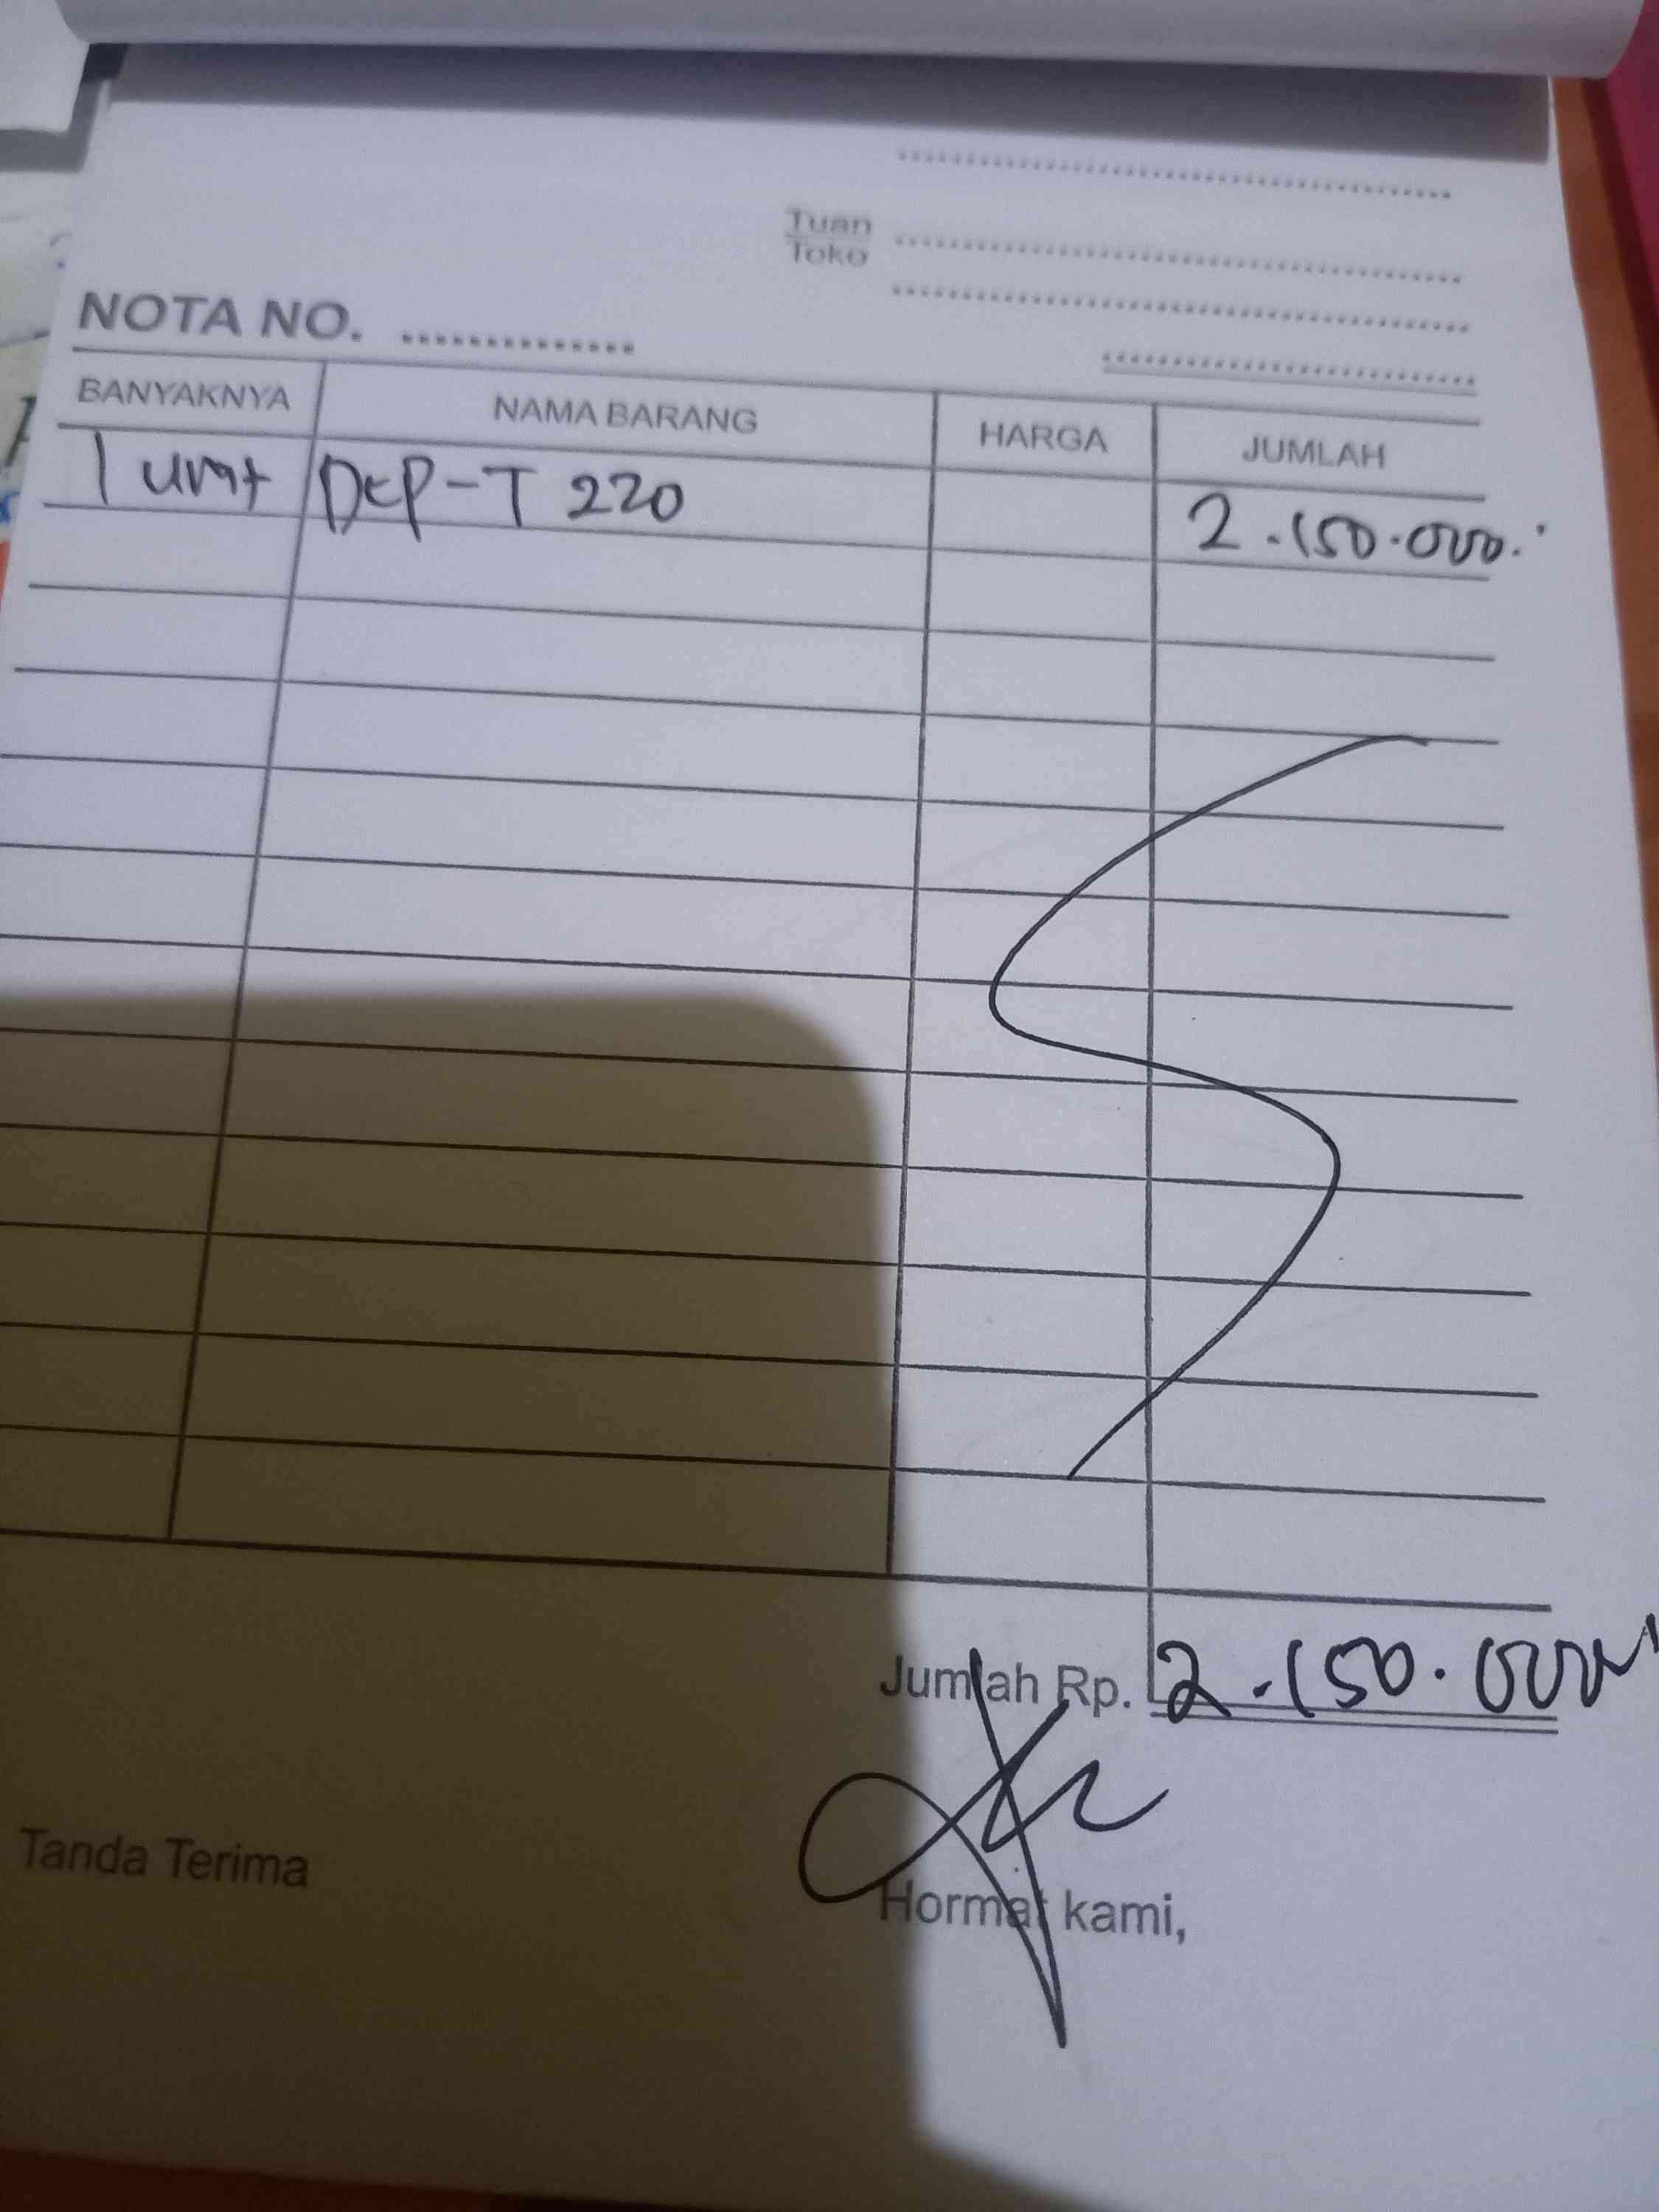 Tuan
Toko
NOTA NO.
BANYAKNYA NAMA BARANG HARGA JUMLAH
1 unit DCP-T 220 2.150.000.
Jumlah Rp. 2.150.000
Tanda Terima Hormat kami,